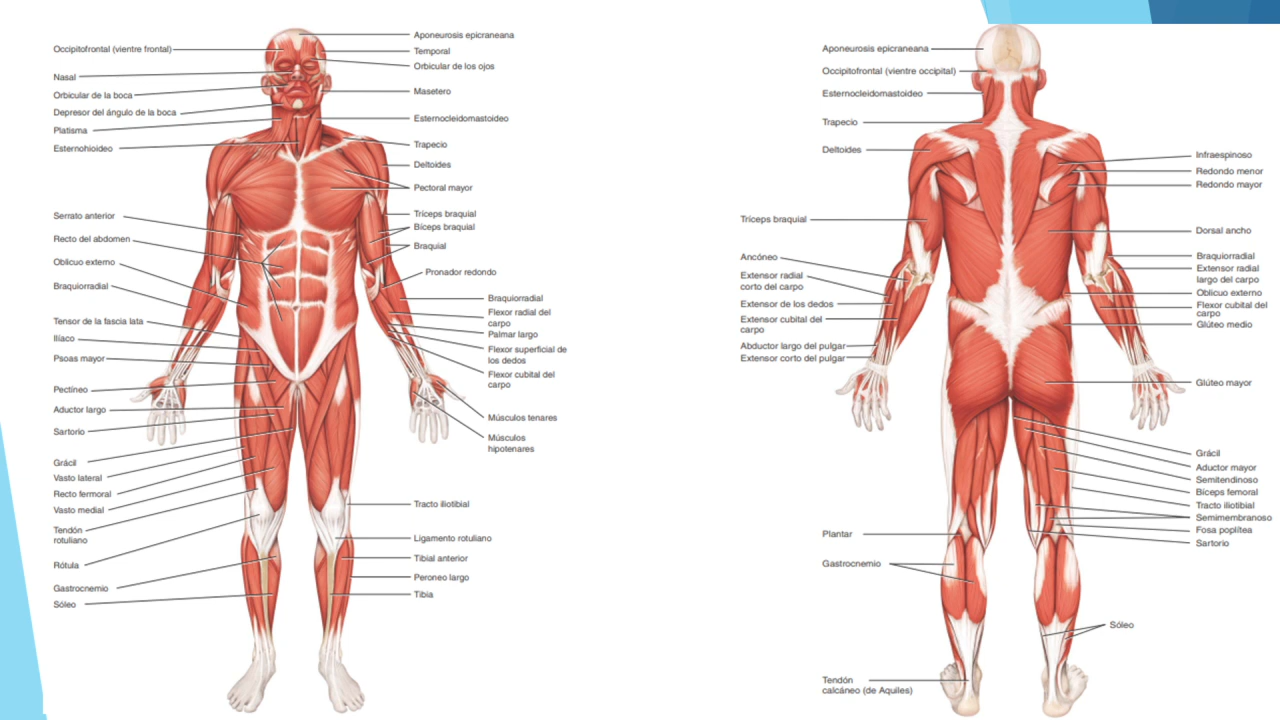 Occipitofrontal (vientre frontal)
Nasal
Orbicular de la boca
Depresor del ángulo de la boca
Platisma
Esternohioideo
Serrato anterior
Recto del abdomen
Oblicuo externo
Braquiorradial
Tensor de la fascia lata
Ilíaco
Psoas mayor
Pectíneo
Aductor largo
Sartorio
Grácil
Vasto lateral
Recto femoral
Vasto medial
Tendón
rotuliano
Rótula
Gastrocnemio
Sóleo
Aponeurosis epicraneana
Temporal
Orbicular de los ojos
Masetero
Esternocleidomastoideo
Trapecio
Deltoides
Pectoral mayor
Tríceps braquial
Bíceps braquial
Braquial
Pronador redondo
Braquiorradial
Flexor radial del
carpo
Palmar largo
Flexor superficial de
los dedos
Flexor cubital del
carpo
Músculos tenares
Músculos
hipotenares
Tracto iliotibial
Ligamento rotuliano
Tibial anterior
Peroneo largo
Tibia
Aponeurosis epicraneana
Occipitofrontal (vientre occipital)
Esternocleidomastoideo
Trapecio
Deltoides
Tríceps braquial
Ancóneo
Extensor radial
corto del carpo
Extensor de los dedos
Extensor cubital del
carpo
Abductor largo del pulgar
Extensor corto del pulgar
Plantar
Gastrocnemio
Tendón
calcáneo (de Aquiles)
Infraespinoso
Redondo menor
Redondo mayor
Dorsal ancho
Braquiorradial
Extensor radial
largo del carpo
Oblicuo externo
Flexor cubital del
carpo
Glúteo medio
Glúteo mayor
Grácil
Aductor mayor
Semitendinoso
Bíceps femoral
Tracto iliotibial
Semimembranoso
Fosa poplítea
Sartorio
Sóleo